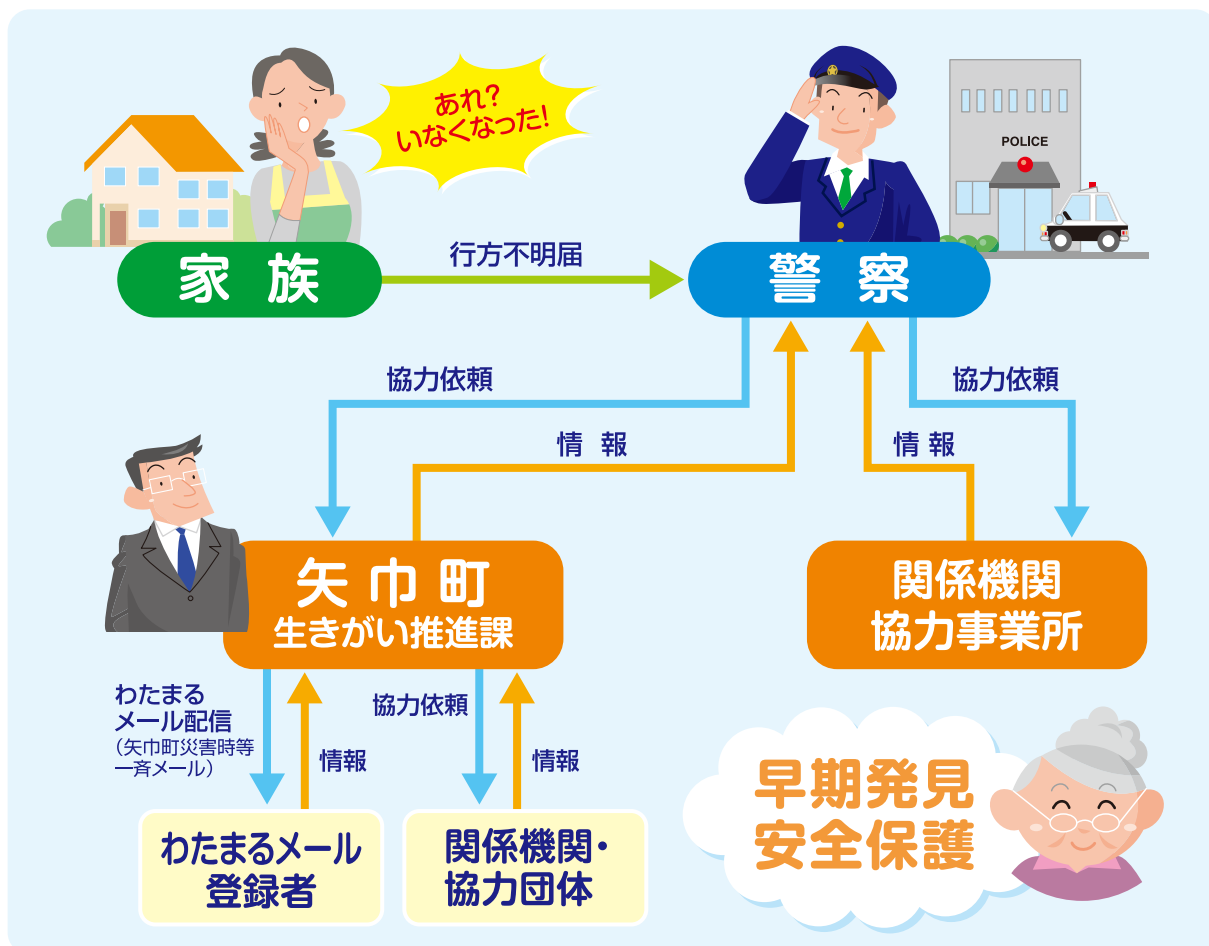 あれ?
いなくなった!
POLICE
家族
行方不明届
警察
協力依頼
協力依頼
情報
情報
矢巾町
生きがい推進課
関係機関
協力事業所
わたまる
メール配信
(矢巾町災害時等
一斉メール)
情報
協力依頼
情報
わたまるメール
登録者
関係機関・
協力団体
早期発見
安全保護